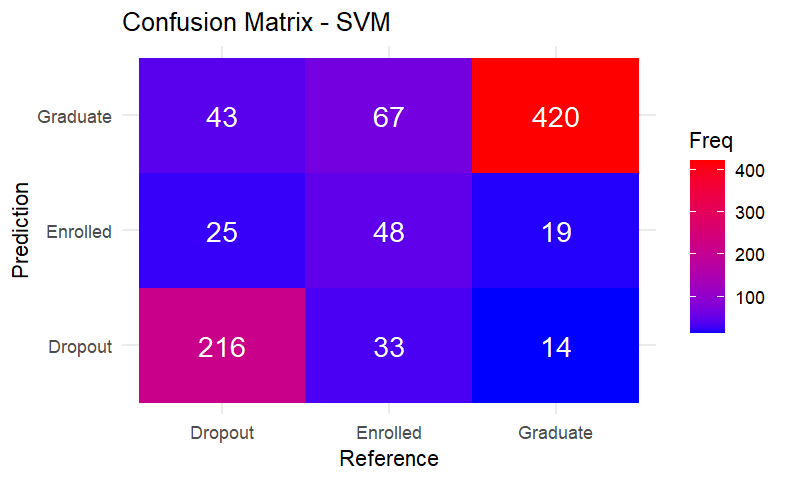 Confusion Matrix - SVM
Prediction
Graduate 43 67 420
Enrolled 25 48 19
Dropout 216 33 14
Dropout Enrolled Graduate
Reference
Freq
400
300
200
100